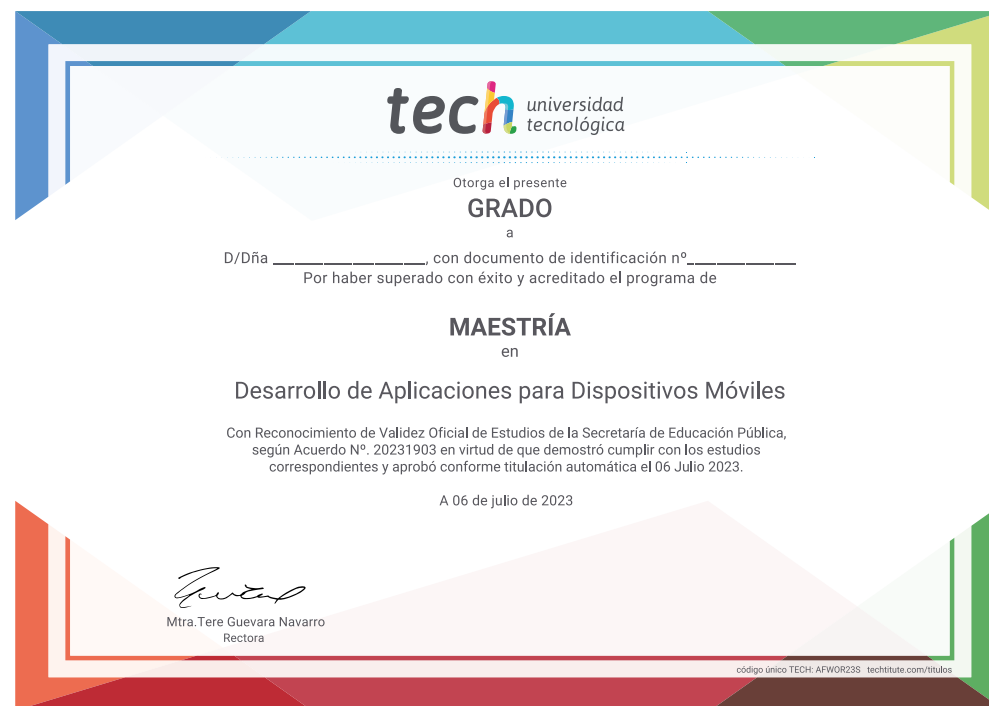 tech universidad
tecnológica
Otorga el presente
GRADO
a
D/Dña ______________, con documento de identificación nº__________
Por haber superado con éxito y acreditado el programa de
MAESTRÍA
en
Desarrollo de Aplicaciones para Dispositivos Móviles
Con Reconocimiento de Validez Oficial de Estudios de la Secretaría de Educación Pública,
según Acuerdo Nº. 20231903 en virtud de que demostró cumplir con los estudios
correspondientes y aprobó conforme titulación automática el 06 Julio 2023.
A 06 de julio de 2023
Mtra.Tere Guevara Navarro
Rectora
código único TECH: AFWOR23S techtitute.com/titulos